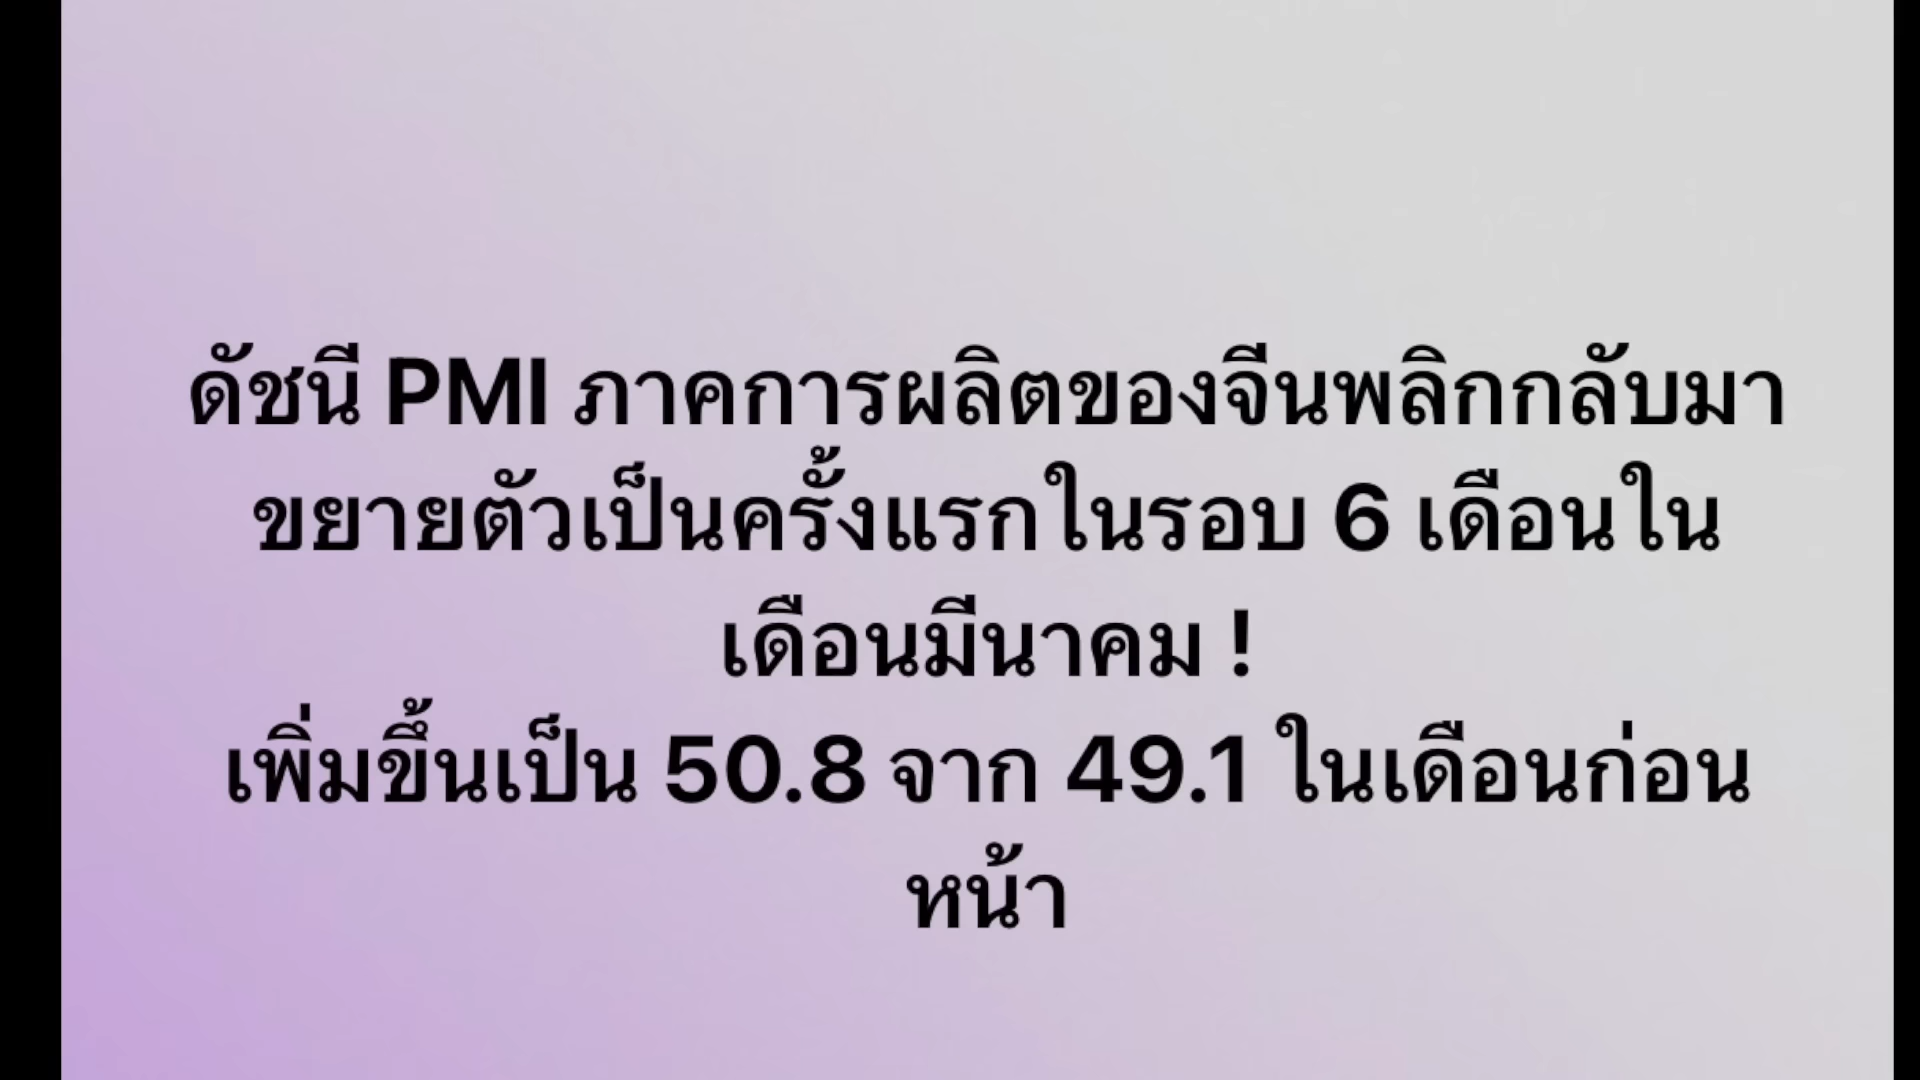 ดัชนี PMI ภาคการผลิตของจีนพลิกกลับมา
ขยายตัวเป็นครั้งแรกในรอบ 6 เดือนใน
เดือนมีนาคม !
เพิ่มขึ้นเป็น 50.8 จาก 49.1 ในเดือนก่อน
หน้า